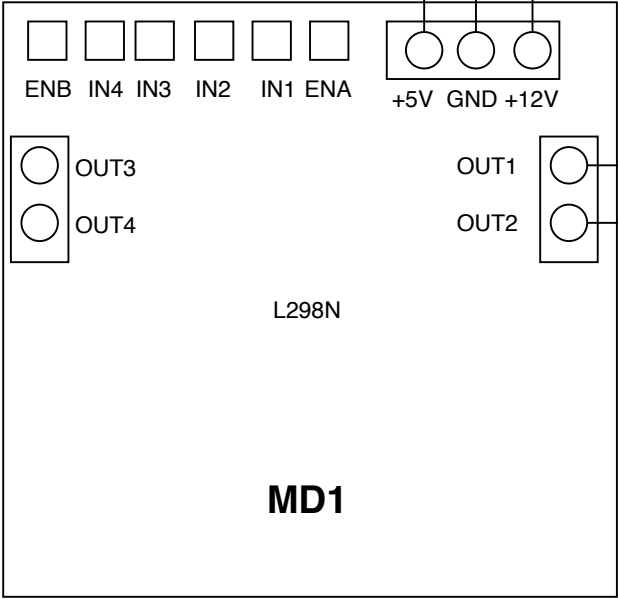 ENB IN4 IN3 IN2 IN1 ENA
+5V GND +12V
OUT3 OUT1
OUT4 OUT2
L298N
MD1